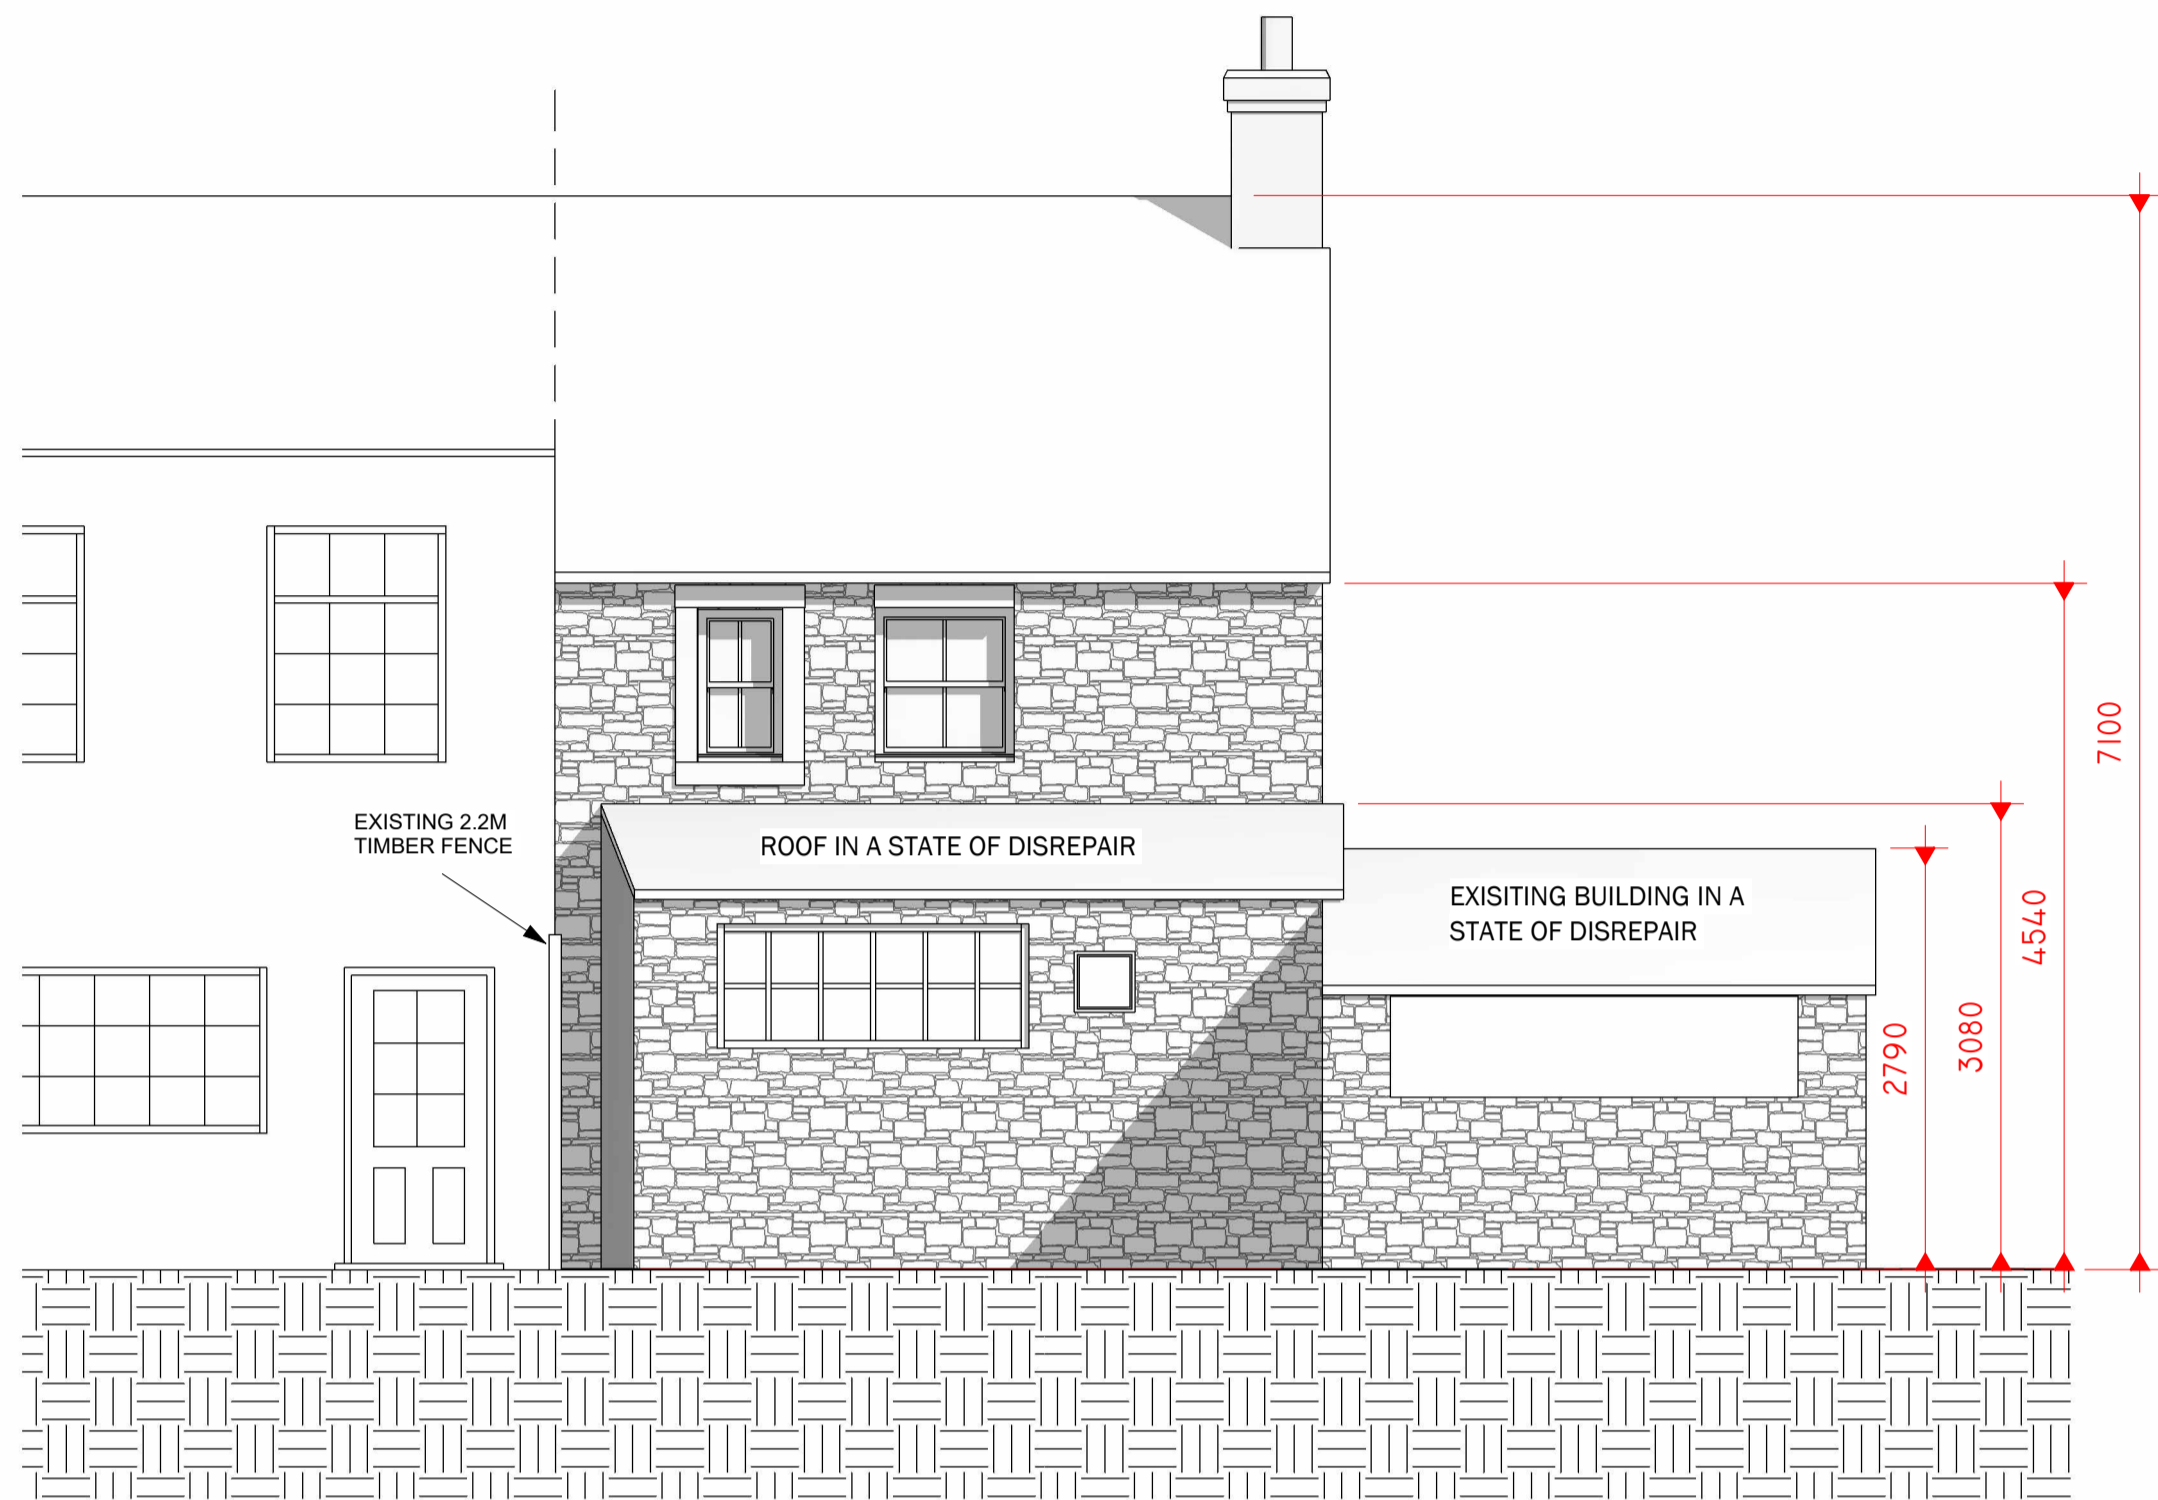 EXISTING 2.2M
TIMBER FENCE
ROOF IN A STATE OF DISREPAIR
EXISITING BUILDING IN A
STATE OF DISREPAIR
2790
3080
4540
7100